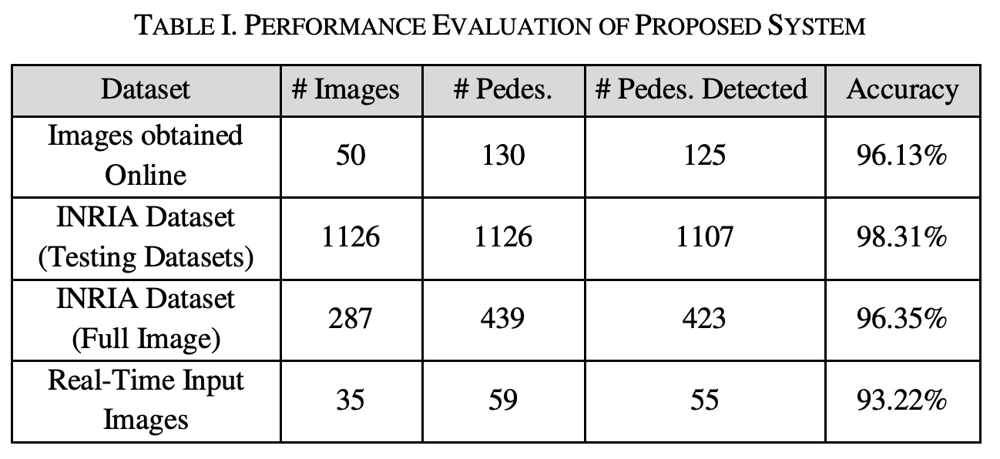 TABLE I. PERFORMANCE EVALUATION OF PROPOSED SYSTEM
Dataset # Images # Pedes. # Pedes. Detected Accuracy
Images obtained
Online 50 130 125 96.13%
INRIA Dataset
(Testing Datasets) 1126 1126 1107 98.31%
INRIA Dataset
(Full Image) 287 439 423 96.35%
Real-Time Input
Images 35 59 55 93.22%